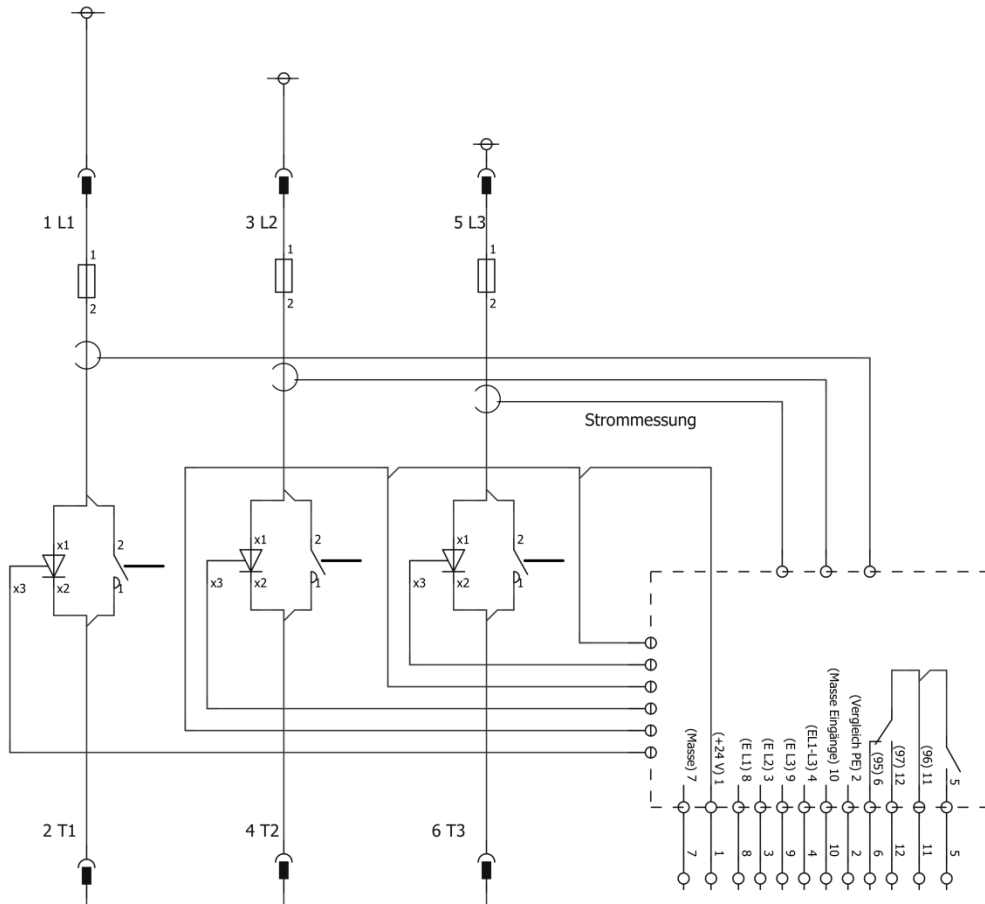 1 L1
3 L2
5 L3
1
1
1
2
2
2
Strommessung
x1
2
x1
2
x1
2
x3
x2
1
x3
x2
1
x3
x2
1
(Masse) 7
(+24 V) 1
(E L1) 8
(E L2) 3
(E L3) 9
(EL1-L3) 4
(Masse Eingänge) 10
(Vergleich PE) 2
(95) 6
(97) 12
(96) 11
5
2 T1
4 T2
6 T3
7
1
8
3
9
4
10
2
6
12
11
5